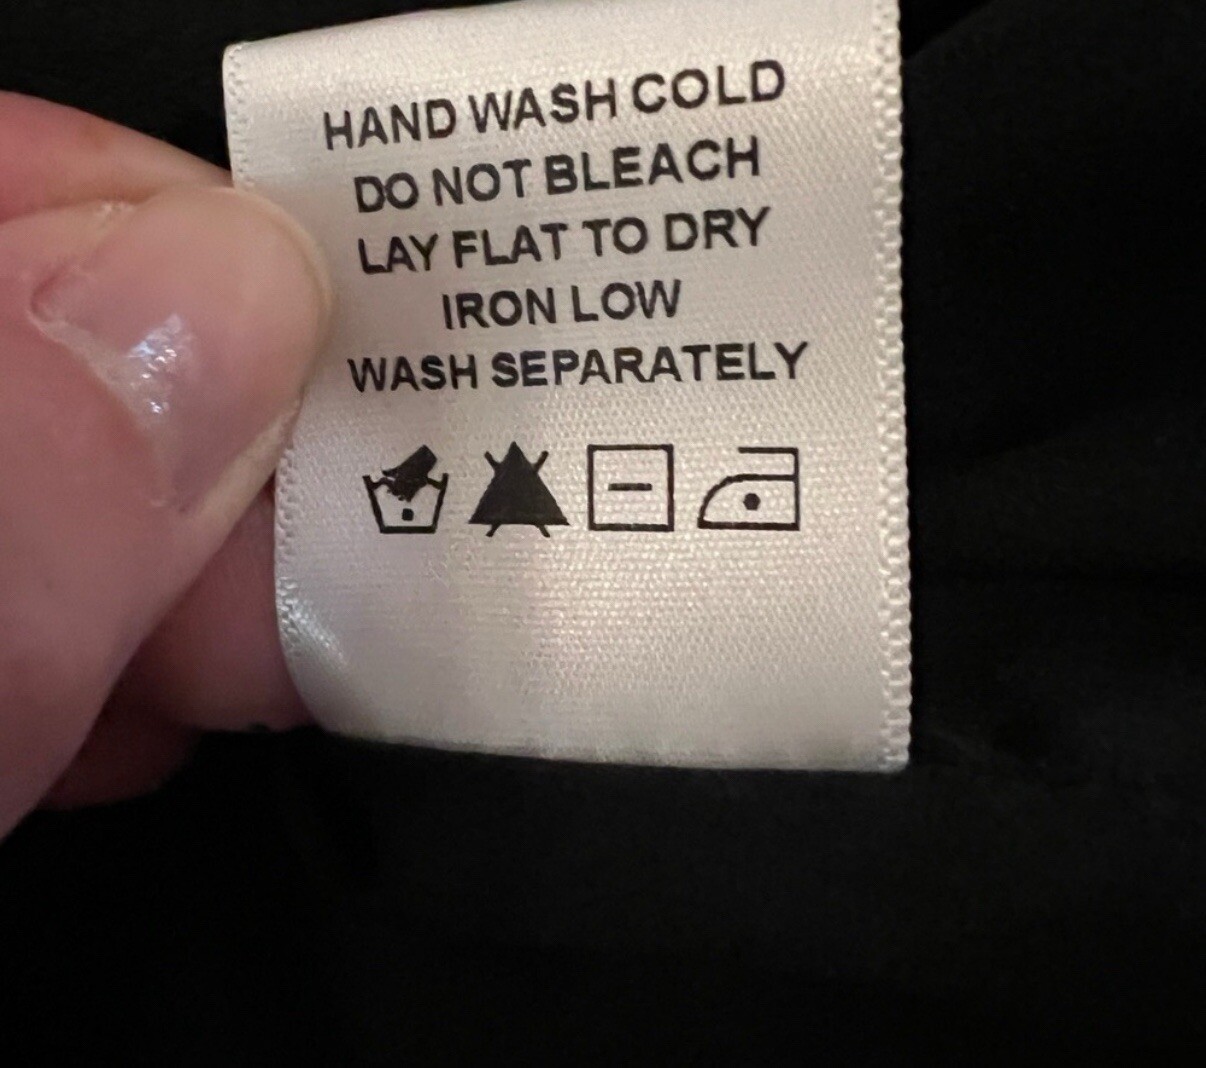 HAND WASH COLD
DO NOT BLEACH
LAY FLAT TO DRY
IRON LOW
WASH SEPARATELY